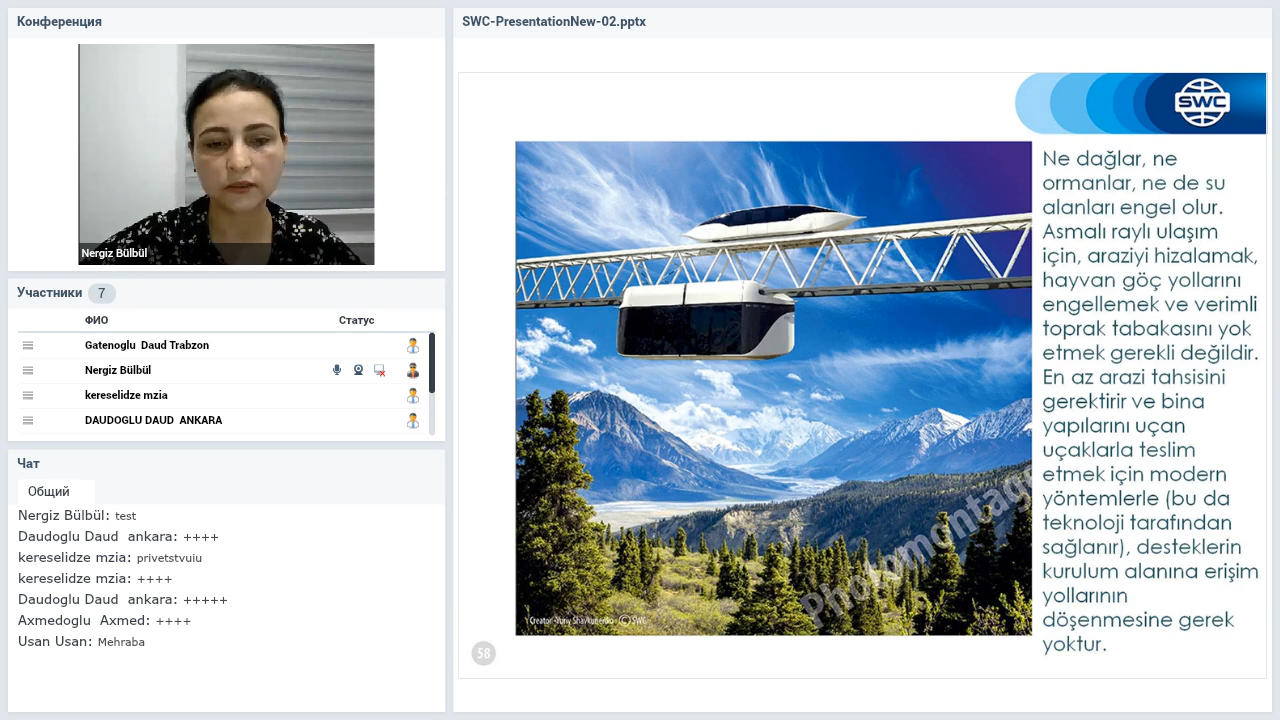 Конференция
Nergiz Bülbül
Участники 7
ФИО Статус
Gatenoglu Daud Trabzon
Nergiz Bülbül
kereselidze mzia
DAUDOGLU DAUD ANKARA
Чат
Общий
Nergiz Bülbül: test
Daudoglu Daud ankara: ++++
kereselidze mzia: privetstvuiu
kereselidze mzia: ++++
Daudoglu Daud ankara: +++++
Axmedoglu Axmed: ++++
Usan Usan: Mehraba
SWC-PresentationNew-02.pptx
SWC
Ne dağlar, ne
ormanlar, ne de su
alanları engel olur.
Asmalı raylı ulaşım
için, araziyi hizalamak,
hayvan göç yollarını
engellemek ve verimli
toprak tabakasını yok
etmek gerekli değildir.
En az arazi tahsisini
gerektirir ve bina
yapılarını uçan
uçaklarla teslim
etmek için modern
yöntemlerle (bu da
teknoloji tarafından
sağlanır), desteklerin
kurulum alanına erişim
yollarının
döşenmesine gerek
yoktur.
Photomontag
Creator
(C) SWC
58